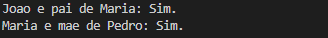 Joao e pai de Maria: Sim.
Maria e mae de Pedro: Sim.